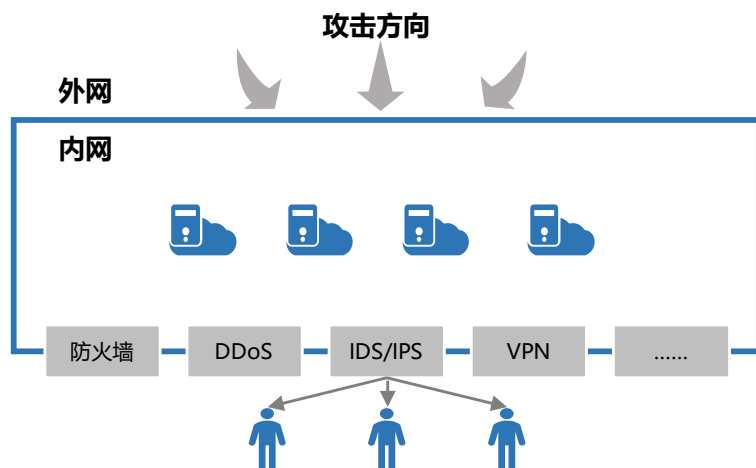 攻击方向
外网
内网
防火墙
DDoS
IDS/IPS
VPN
......